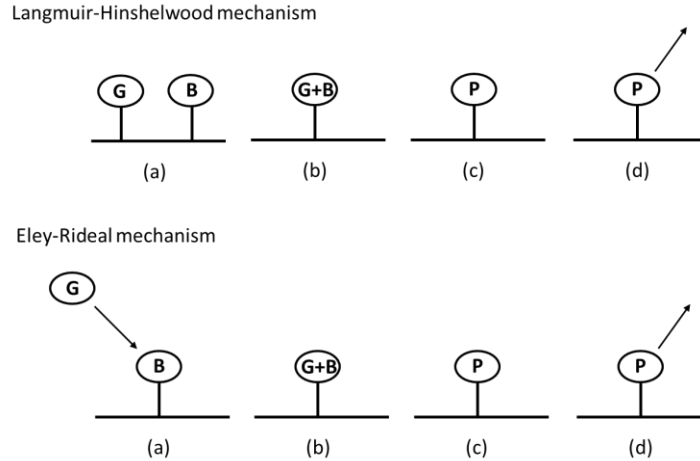 Langmuir-Hinshelwood mechanism
G B G+B P P
(a) (b) (c) (d)
Eley-Rideal mechanism
G
B G+B P P
(a) (b) (c) (d)